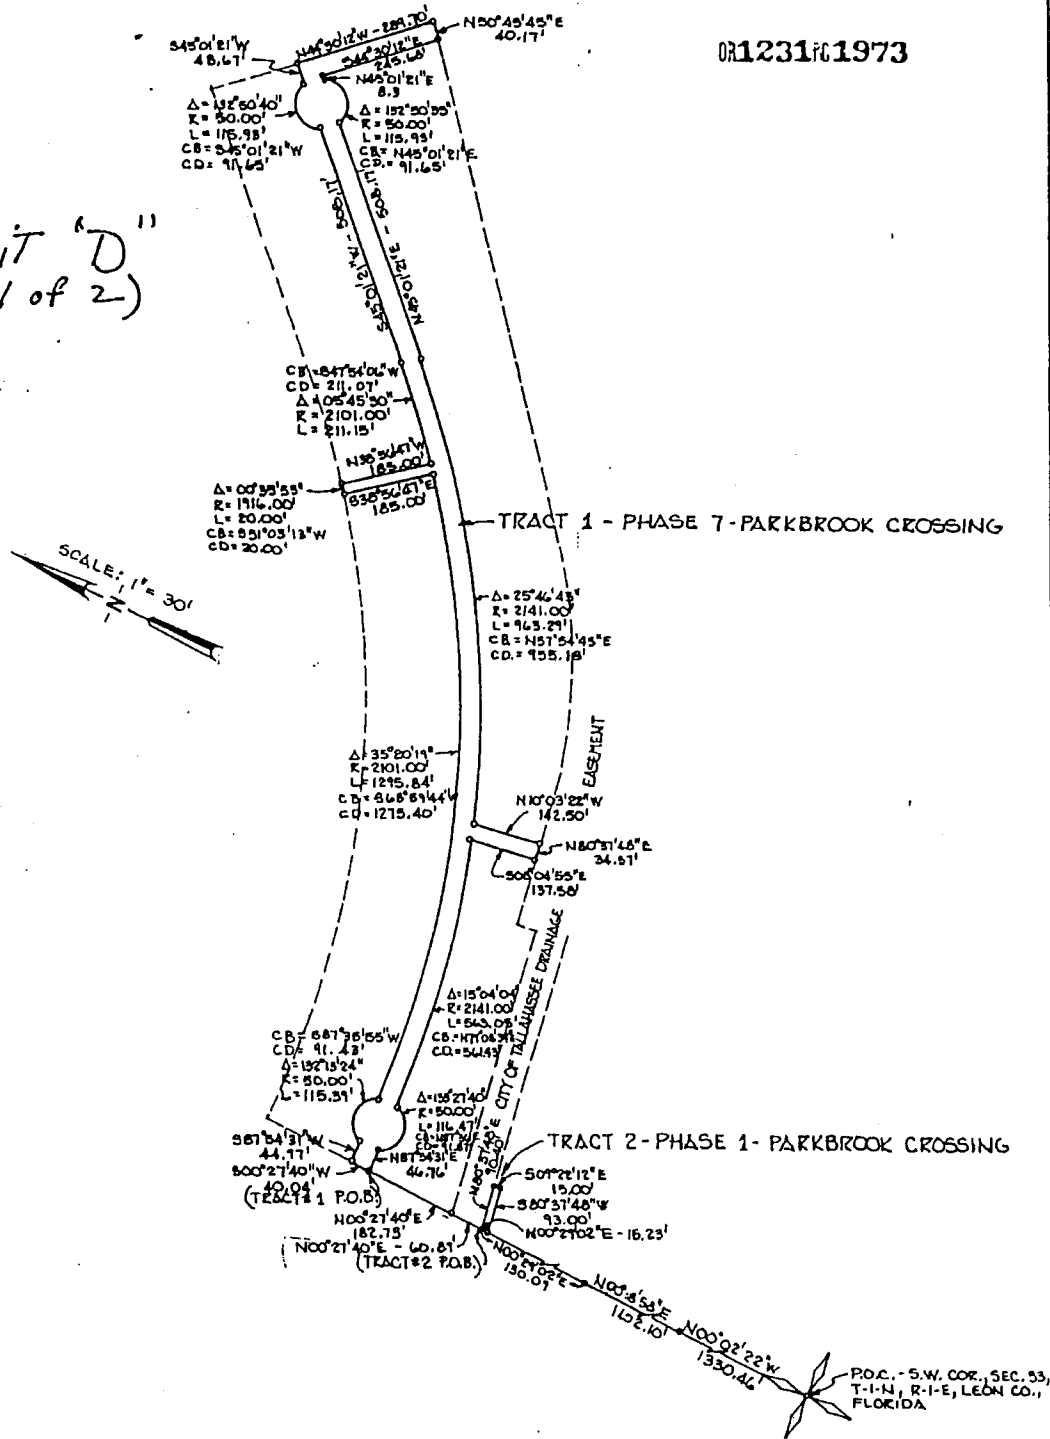 OR1231PG1973
N44°30'12"W - 289.70'
N50°45'45"E
40.17'
S45°01'21"W
48.67'
S44°30'12"E
245.68'
N45°01'21"E
8.3
Δ = 132°50'40"
R = 50.00'
L = 115.93'
CB = S45°01'21"W
CD = 91.65'
Δ = 132°50'35"
R = 50.00'
L = 115.93'
CB = N45°01'21"E
CD. = 91.65'
"D"
of 2)
S45°01'21"W - 508.17'
N45°01'21"E - 508.17'
CB = S47°54'06"W
CD = 211.07'
Δ = 05°45'30"
R = 2101.00'
L = 211.15'
N38°56'47"W
185.00'
S38°56'47"E
185.00'
Δ = 00°35'53"
R = 1916.00'
L = 20.00'
CB = S51°03'13"W
CD = 20.00'
TRACT 1 - PHASE 7 - PARKBROOK CROSSING
SCALE: 1" = 30'
N
Δ = 25°46'43"
R = 2141.00'
L = 963.29'
CB = N57°54'45"E
CD. = 955.18'
Δ = 35°20'19"
R = 2101.00'
L = 1295.84'
CB = S68°59'44"W
CD = 1275.40'
N10°03'22"W
142.50'
N80°37'48"E
34.57'
S08°04'55"E
137.58'
CITY OF TALLAHASSEE DRAINAGE EASEMENT
Δ = 15°04'04"
R = 2141.00'
L = 563.05'
CD. = 561.43'
CB = S87°35'55"W
CD = 91.43'
Δ = 132°13'24"
R = 50.00'
L = 115.39'
Δ = 133°27'40"
R = 50.00'
L = 116.47'
S87°54'31"W
44.77'
N87°54'31"E
46.76'
S00°27'40"W
40.04'
(TRACT #1 P.O.B.)
N80°37'48"E
90.40'
TRACT 2 - PHASE 1 - PARKBROOK CROSSING
S09°22'12"E
15.00'
S80°37'48"W
93.00'
N00°27'02"E - 15.23'
N00°27'40"E
182.75'
N00°27'40"E - 60.89'
(TRACT #2 P.O.B.)
N00°27'02"E
130.07
1330.46'
N00°02'22"W
P.O.C. - S.W. COR., SEC. 33,
T-1-N, R-1-E, LEON CO.,
FLORIDA